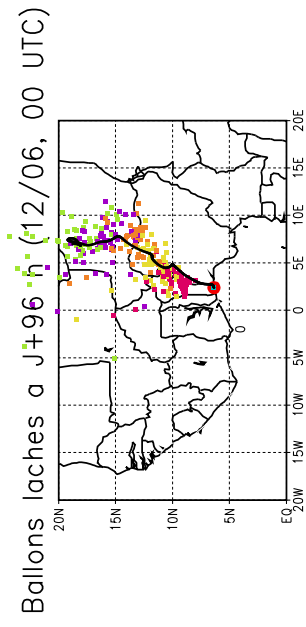 Ballons laches a J+96 h (12/06, 00 UTC)
20N
15N
10N
5N
EQ
20W
15W
10W
5W
0
5E
10E
15E
20E
0